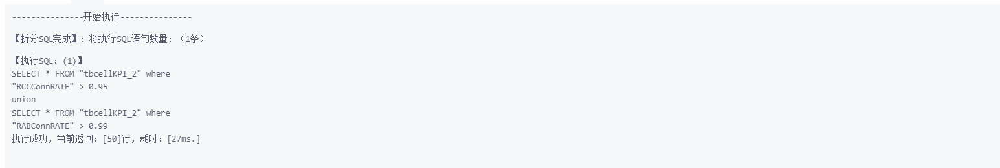 ---------------开始执行---------------
【拆分SQL完成】：将执行SQL语句数量：（1条）
【执行SQL：(1)】
SELECT * FROM "tbcellKPI_2" where
"RCCConnRATE" > 0.95
union
SELECT * FROM "tbcellKPI_2" where
"RABConnRATE" > 0.99
执行成功，当前返回：[50]行，耗时：[27ms.]